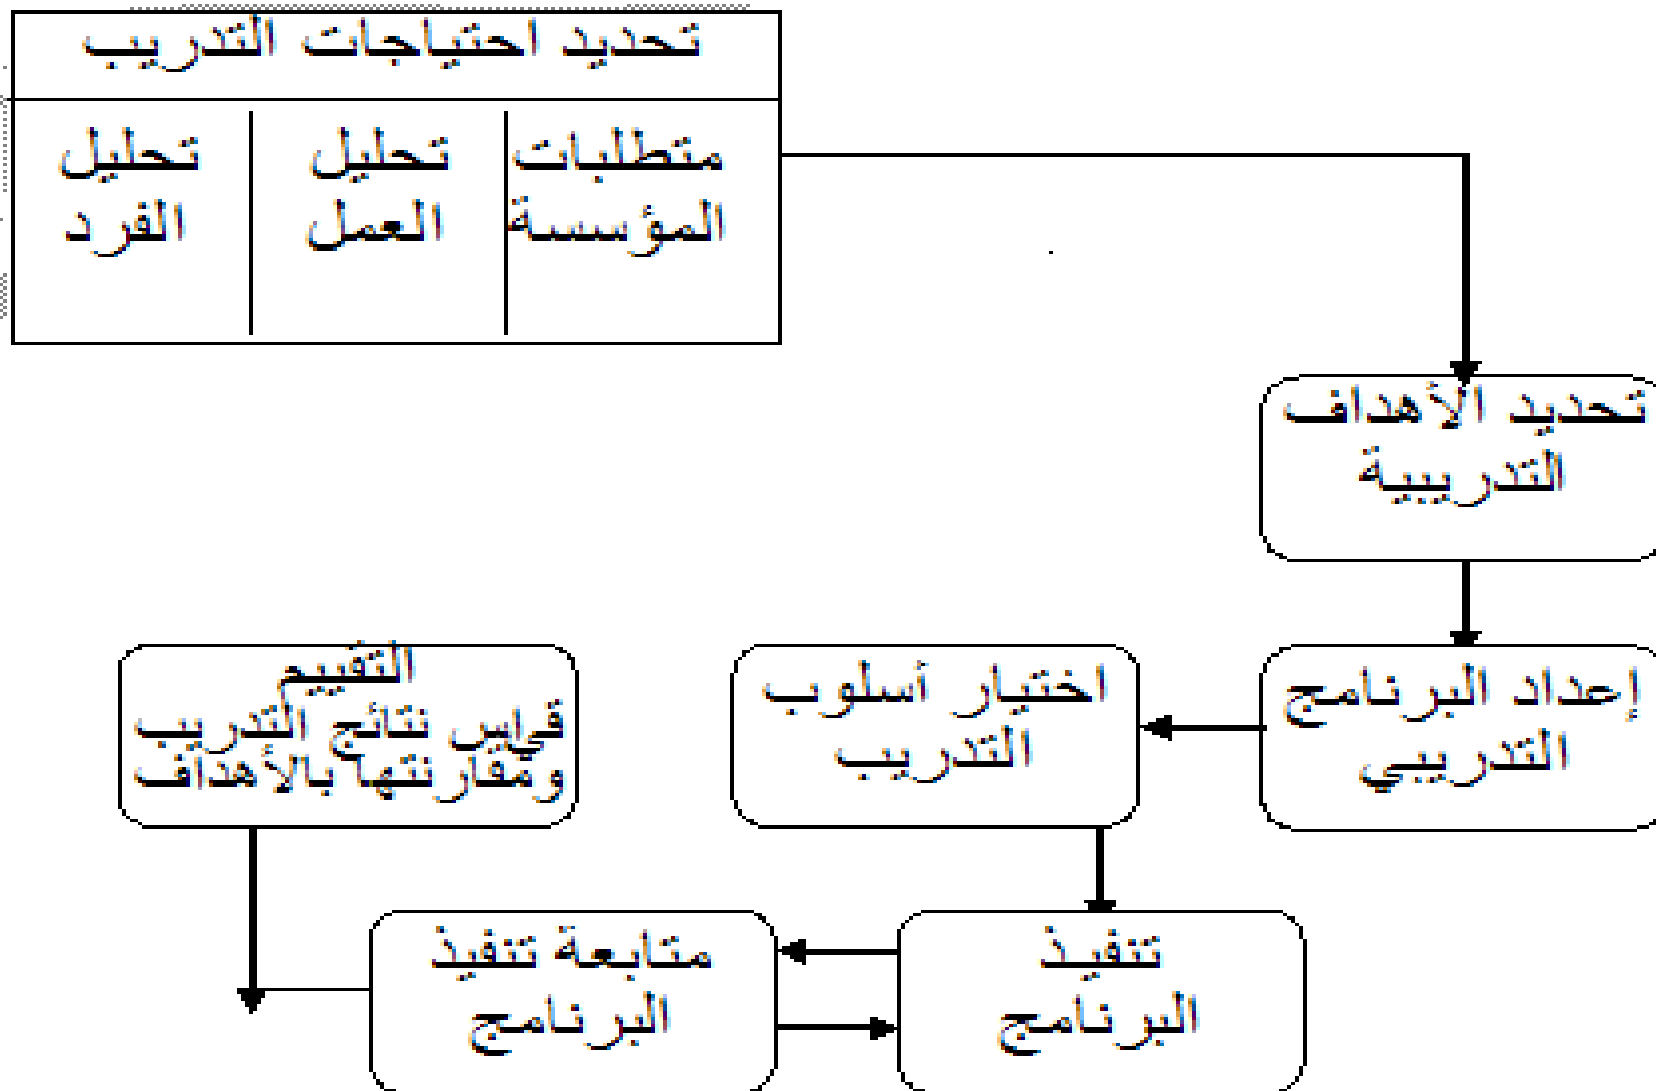 تحديد احتياجات التدريب
متطلبات
المؤسسة
تحليل
العمل
تحليل
الفرد
تحديد الأهداف
التدريبية
إعداد البرنامج
التدريبي
اختيار أسلوب
التدريب
التقييم
قياس نتائج التدريب
ومقارنتها بالأهداف
تنفيذ
البرنامج
متابعة تنفيذ
البرنامج